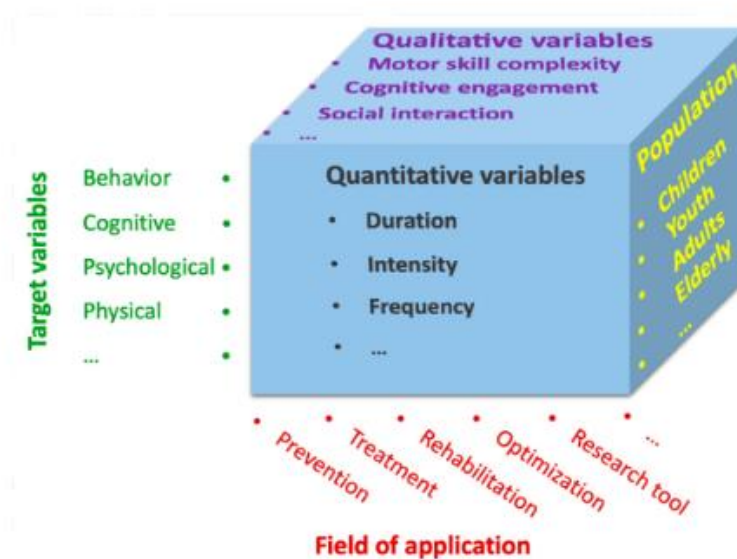 Qualitative variables
• Motor skill complexity
• Cognitive engagement
• Social interaction
• ...
Population
• Children
• Youth
• Adults
• Elderly
• ...
Target variables
Behavior •
Cognitive •
Psychological •
Physical •
... •
Quantitative variables
• Duration
• Intensity
• Frequency
• ...
• Prevention
• Treatment
• Rehabilitation
• Optimization
• Research tool
• ...
Field of application